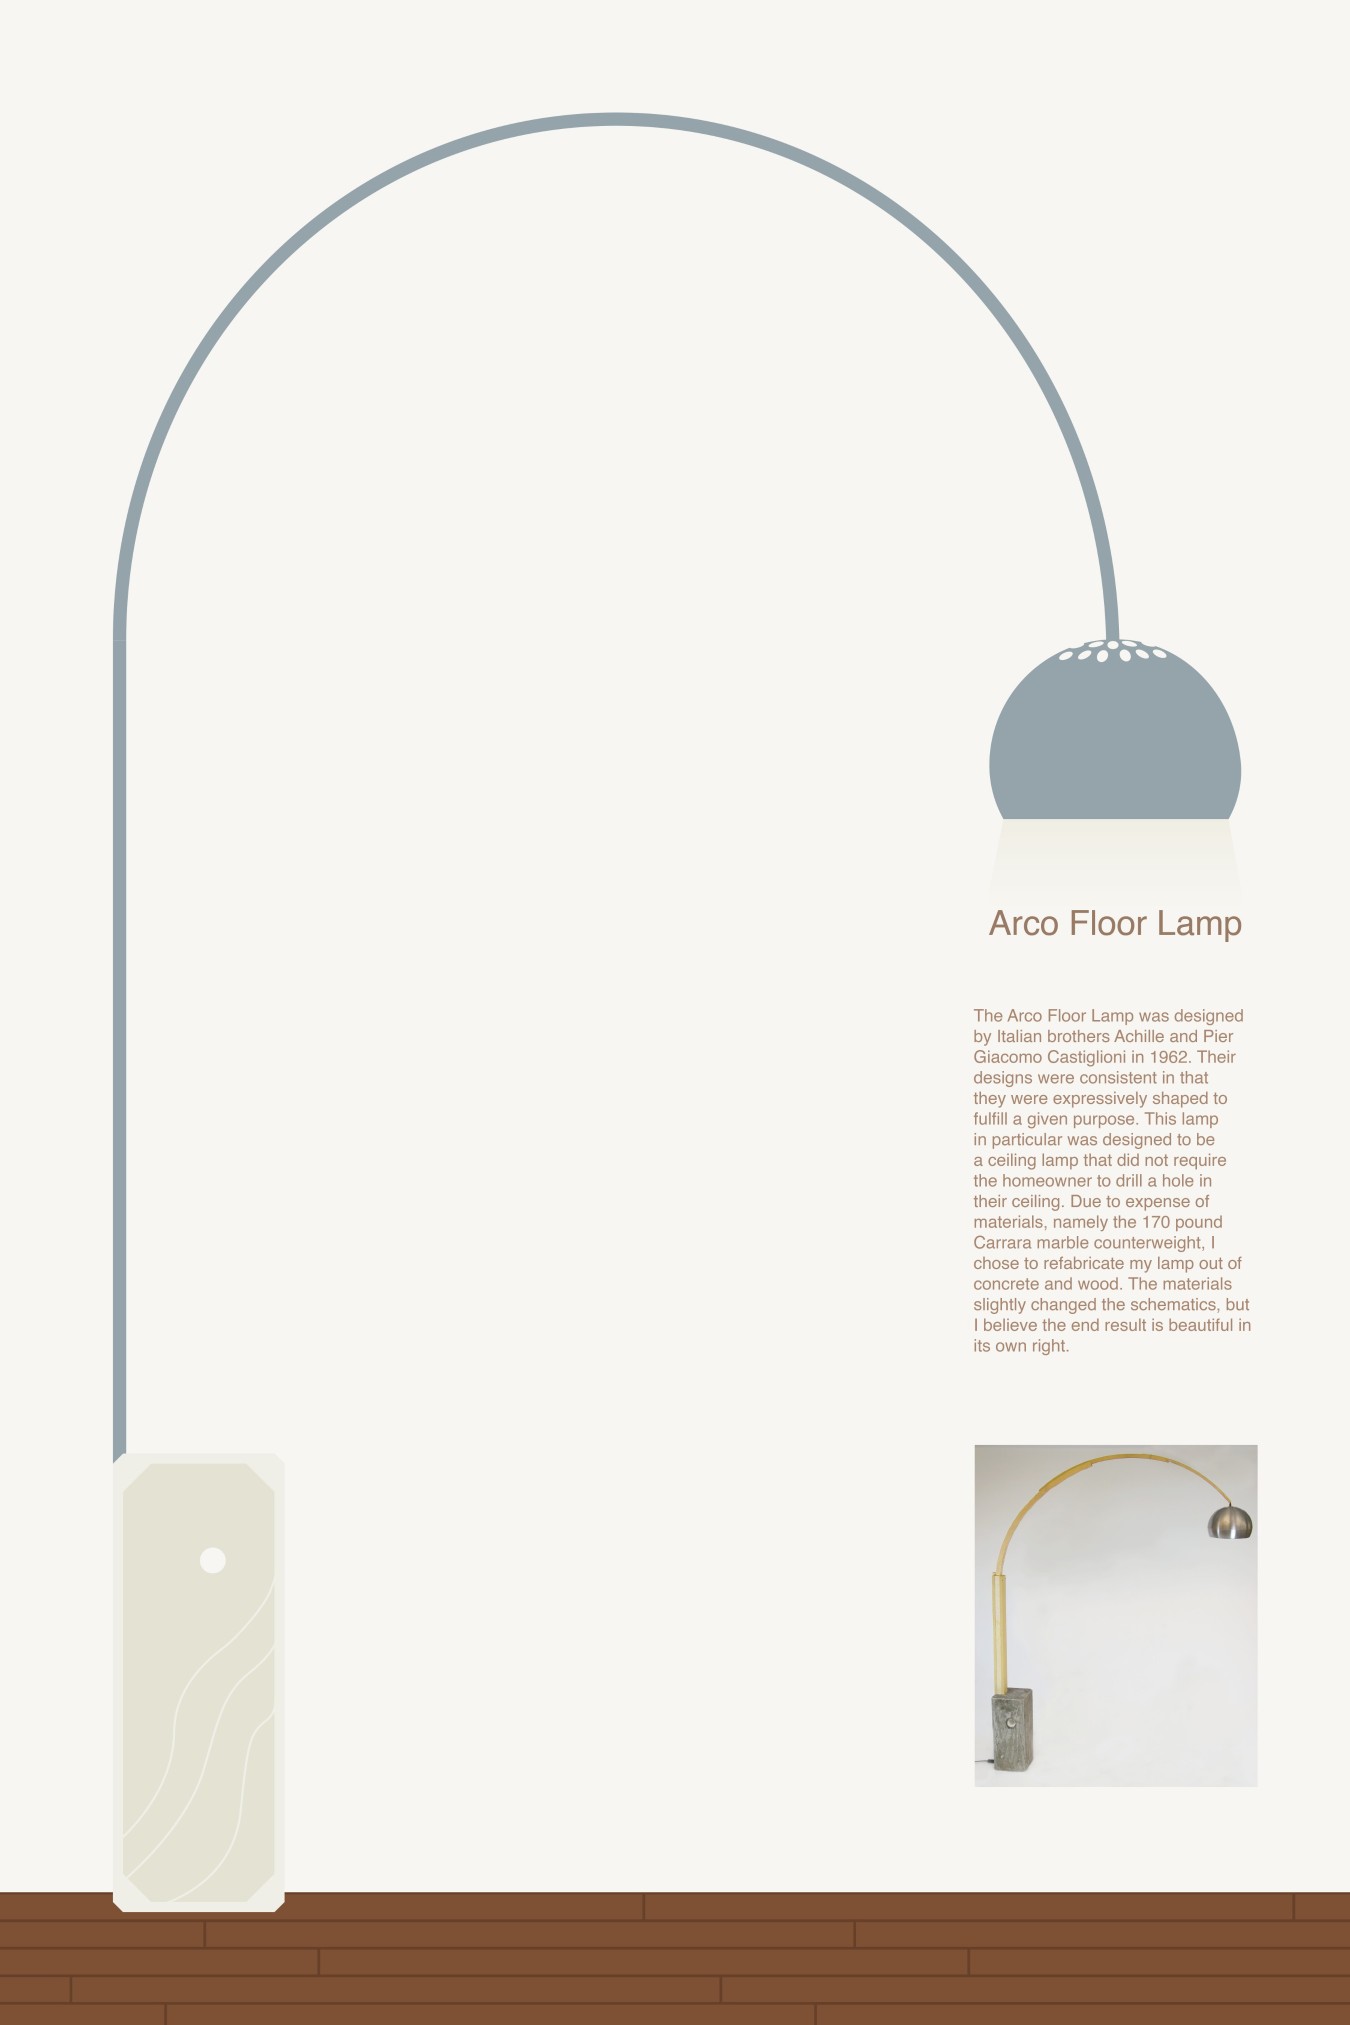 Arco Floor Lamp
The Arco Floor Lamp was designed
by Italian brothers Achille and Pier
Giacomo Castiglioni in 1962. Their
designs were consistent in that
they were expressively shaped to
fulfill a given purpose. This lamp
in particular was designed to be
a ceiling lamp that did not require
the homeowner to drill a hole in
their ceiling. Due to expense of
materials, namely the 170 pound
Carrara marble counterweight, I
chose to refabricate my lamp out of
concrete and wood. The materials
slightly changed the schematics, but
I believe the end result is beautiful in
its own right.